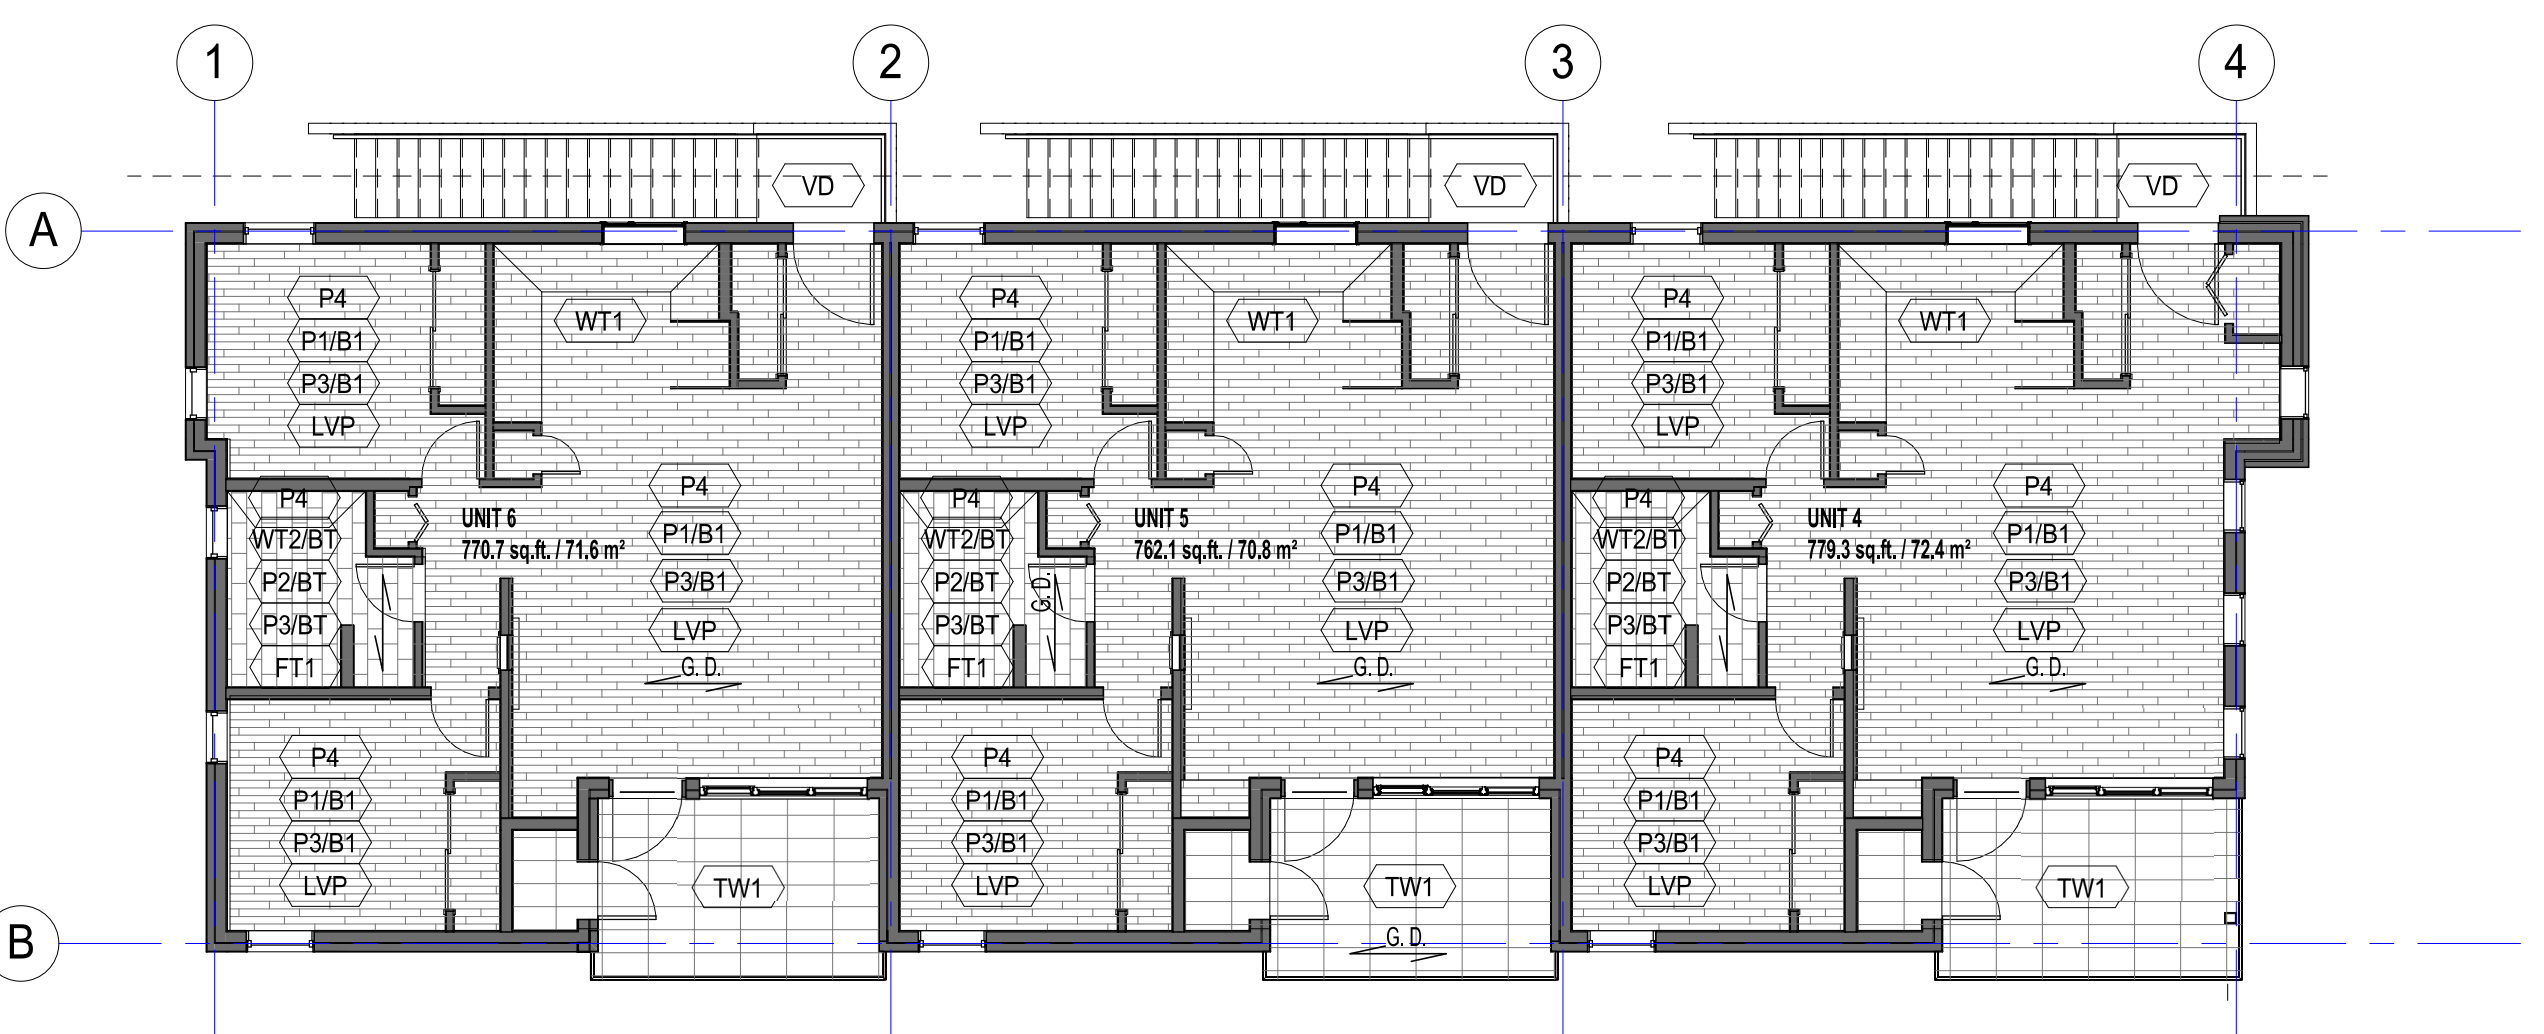 1
2
3
4
A
VD
VD
VD
P4
P1/B1
P3/B1
LVP
WT1
P4
P1/B1
P3/B1
LVP
WT1
P4
P1/B1
P3/B1
LVP
WT1
P4
WT2/BT
P2/BT
P3/BT
FT1
UNIT 6
770.7 sq.ft. / 71.6 m²
P4
P1/B1
P3/B1
LVP
G.D.
P4
WT2/BT
P2/BT
P3/BT
FT1
G.D.
UNIT 5
762.1 sq.ft. / 70.8 m²
P4
P1/B1
P3/B1
LVP
G.D.
P4
WT2/BT
P2/BT
P3/BT
FT1
UNIT 4
779.3 sq.ft. / 72.4 m²
P4
P1/B1
P3/B1
LVP
G.D.
P4
P1/B1
P3/B1
LVP
TW1
P4
P1/B1
P3/B1
LVP
TW1
G.D.
P4
P1/B1
P3/B1
LVP
TW1
B